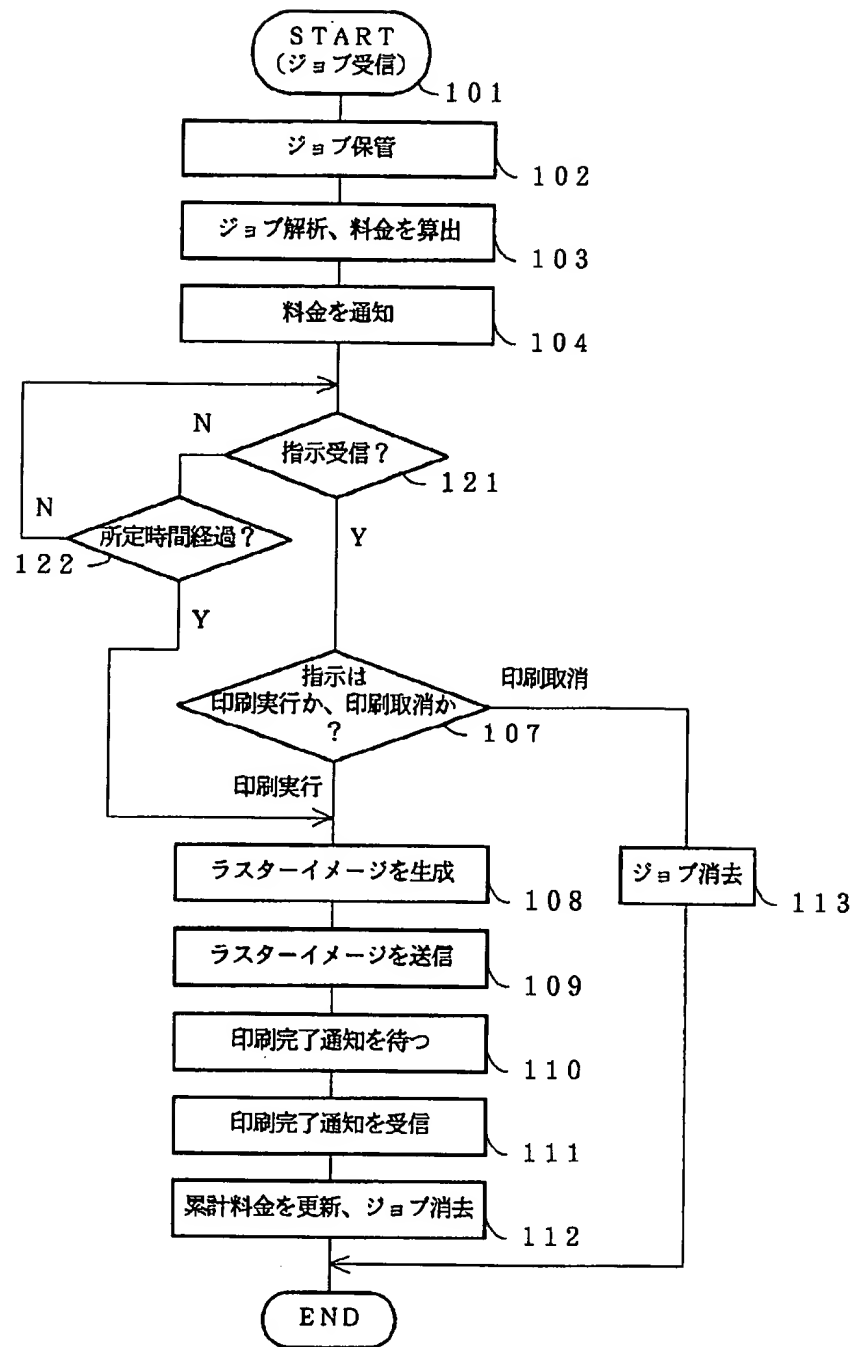 START
(ジョブ受信)
101
ジョブ保管
102
ジョブ解析、料金を算出
103
料金を通知
104
N
指示受信?
121
N
所定時間経過?
122
Y
Y
指示は
印刷実行か、印刷取消か
?
107
印刷取消
印刷実行
ラスターイメージを生成
108
ジョブ消去
113
ラスターイメージを送信
109
印刷完了通知を待つ
110
印刷完了通知を受信
111
累計料金を更新、ジョブ消去
112
END